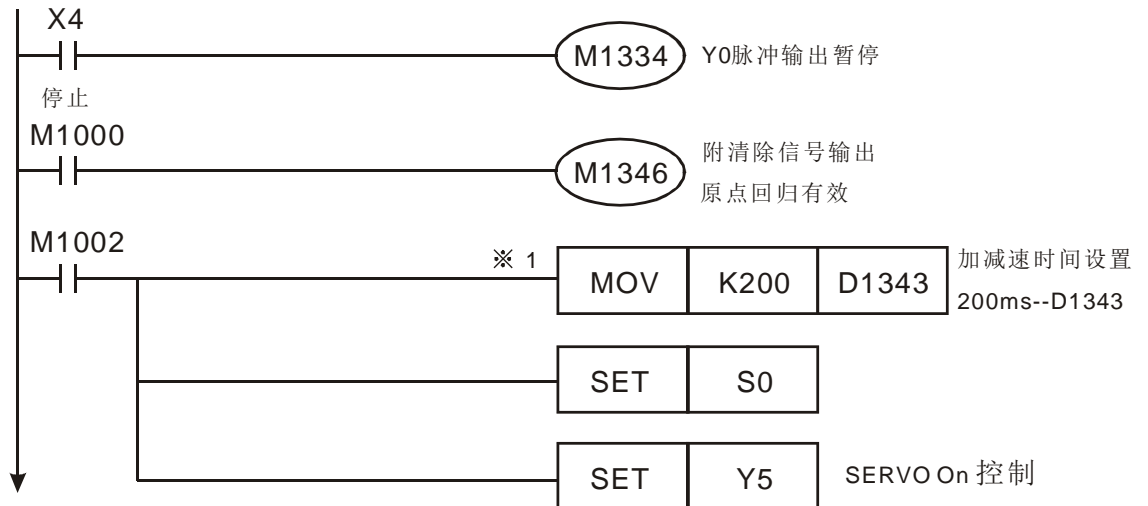 X4
M1334 Y0脉冲输出暂停
停止
M1000
M1346 附清除信号输出
原点回归有效
M1002
※ 1 MOV K200 D1343 加减速时间设置
200ms--D1343
SET S0
SET Y5 SERVO On 控制